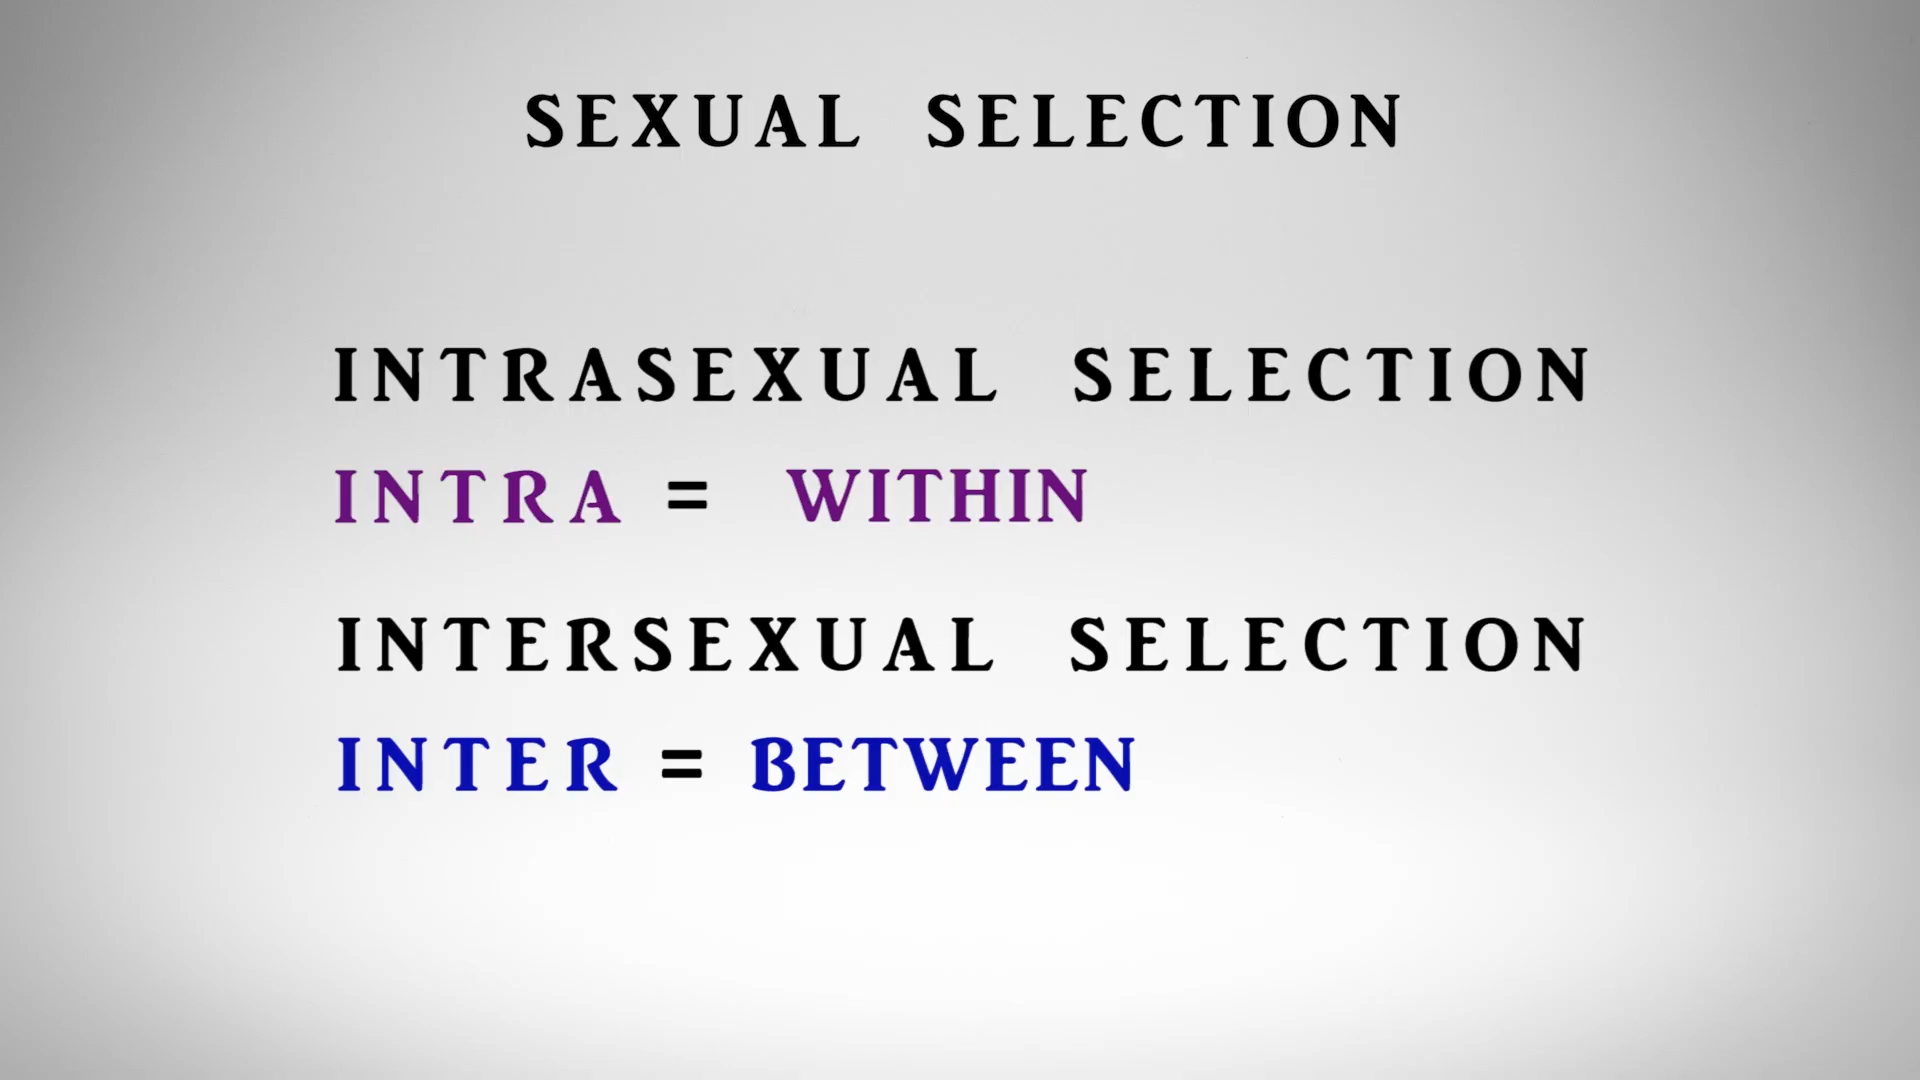 SEXUAL SELECTION
INTRASEXUAL SELECTION
INTRA = WITHIN
INTERSEXUAL SELECTION
INTER = BETWEEN